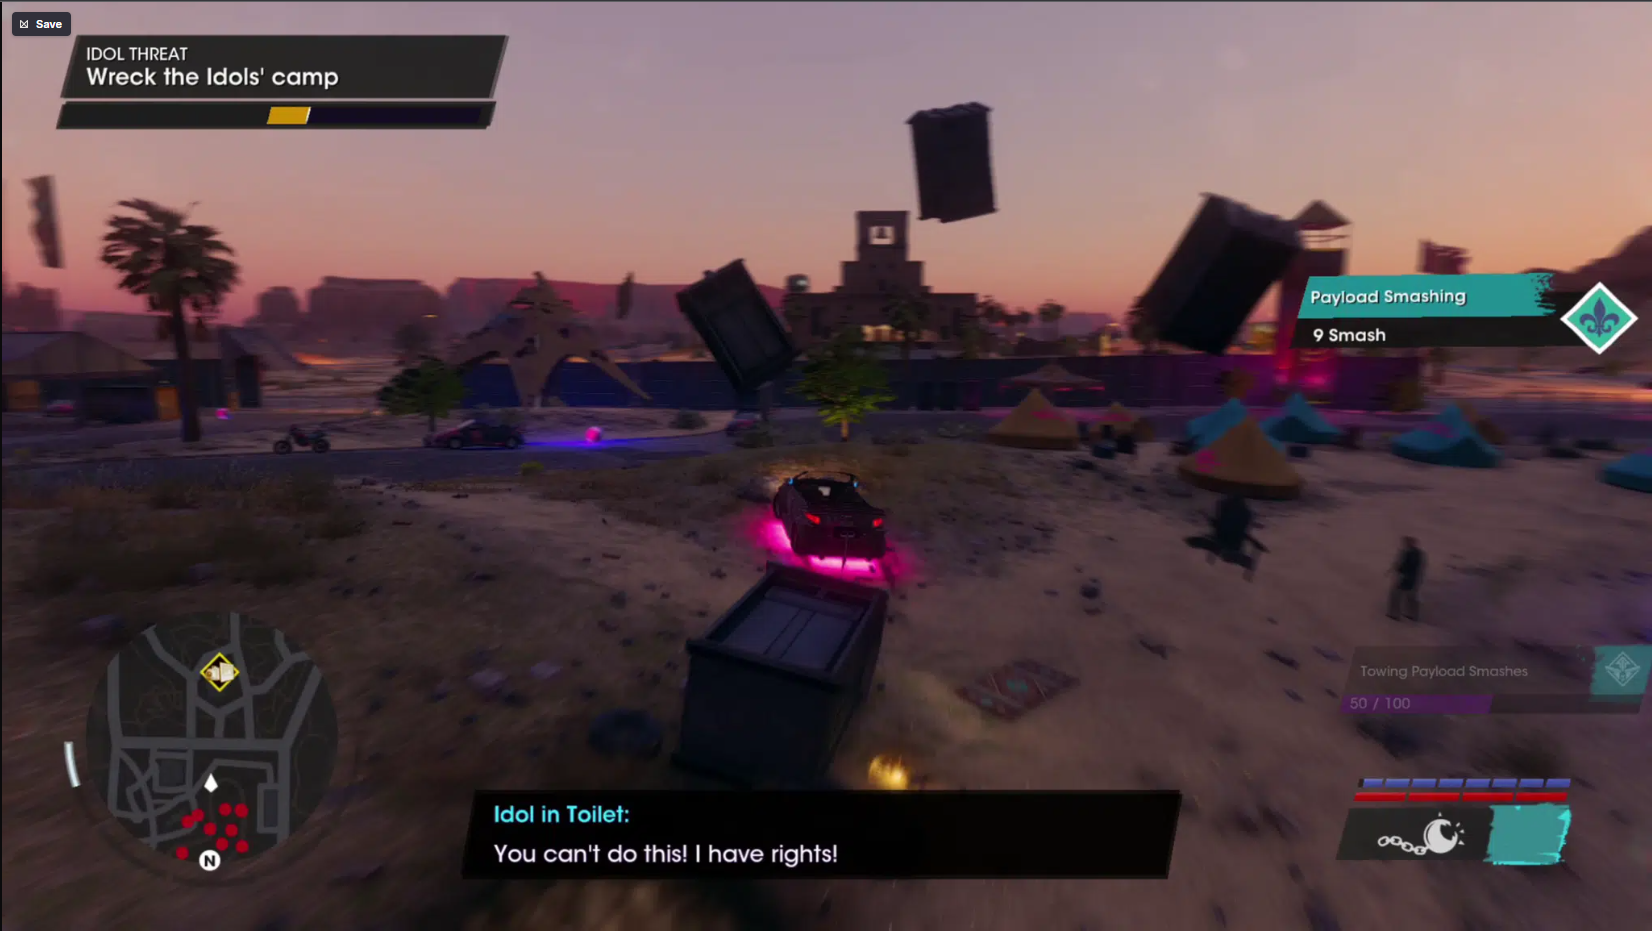 Save
IDOL THREAT
Wreck the Idols' camp
Payload Smashing
9 Smash
Towing Payload Smashes
50 / 100
Idol in Toilet:
You can't do this! I have rights!
N